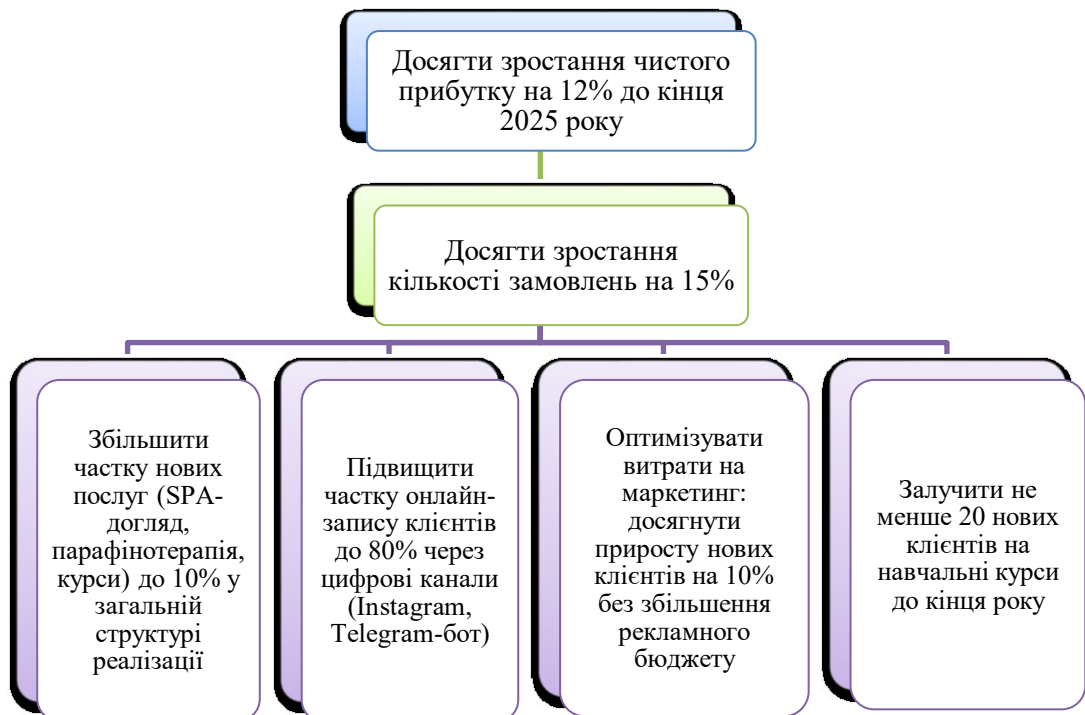 Досягти зростання чистого
прибутку на 12% до кінця
2025 року
Досягти зростання
кількості замовлень на 15%
Збільшити
частку нових
послуг (SPA-
догляд,
парафінотерапія,
курси) до 10% у
загальній
структурі
реалізації
Підвищити
частку онлайн-
запису клієнтів
до 80% через
цифрові канали
(Instagram,
Telegram-бот)
Оптимізувати
витрати на
маркетинг:
досягнути
приросту нових
клієнтів на 10%
без збільшення
рекламного
бюджету
Залучити не
менше 20 нових
клієнтів на
навчальні курси
до кінця року